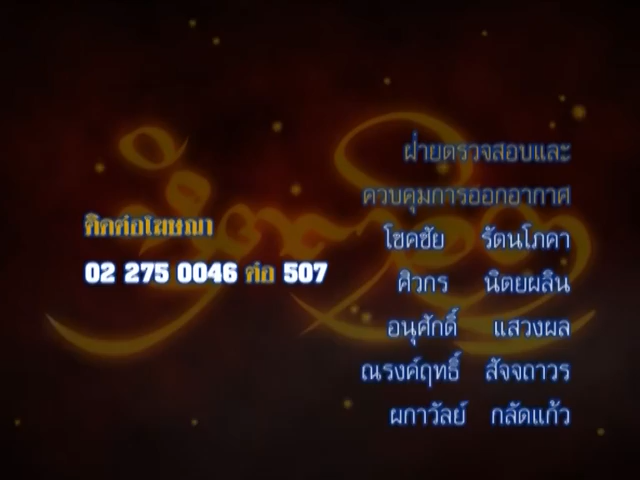 ติดต่อโฆษณา
02 275 0046 ต่อ 507
ฝ่ายตรวจสอบและ
ควบคุมการออกอากาศ
โชคชัย รัตนโภคา
ศิวกร นิตยผลิน
อนุศักดิ์ แสวงผล
ณรงค์ฤทธิ์ สัจจถาวร
ผกาวัลย์ กลัดแก้ว